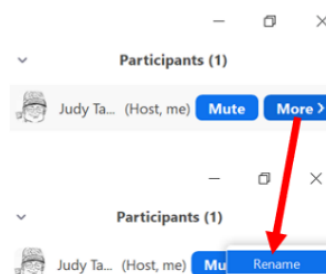 Participants (1)
Judy Ta... (Host, me) Mute More >
Participants (1)
Judy Ta... (Host, me) Mu Rename